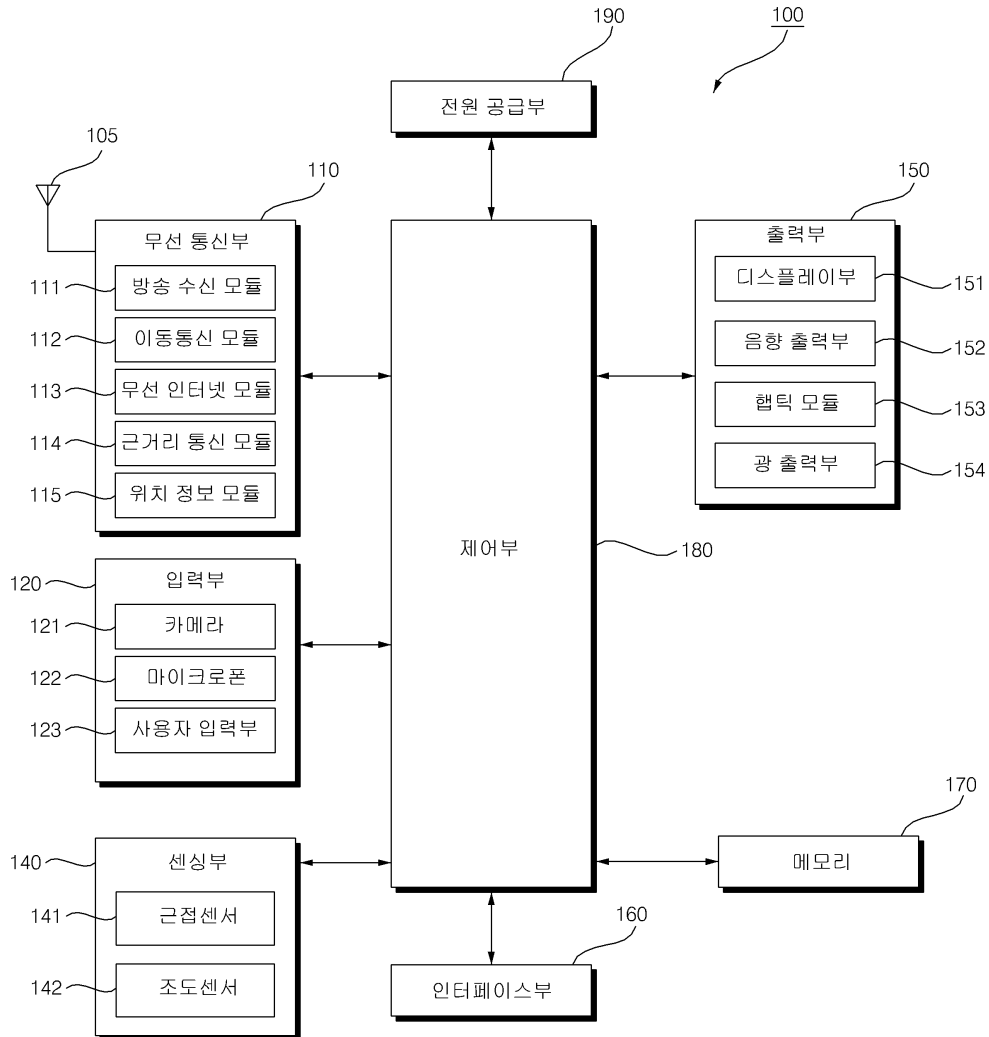 190
100
전원 공급부
105
110
150
무선 통신부
출력부
111
방송 수신 모듈
디스플레이부
151
112
이동통신 모듈
음향 출력부
152
113
무선 인터넷 모듈
햅틱 모듈
153
114
근거리 통신 모듈
광 출력부
154
115
위치 정보 모듈
제어부
180
120
입력부
121
카메라
122
마이크로폰
123
사용자 입력부
170
140
센싱부
메모리
141
근접센서
160
142
조도센서
인터페이스부